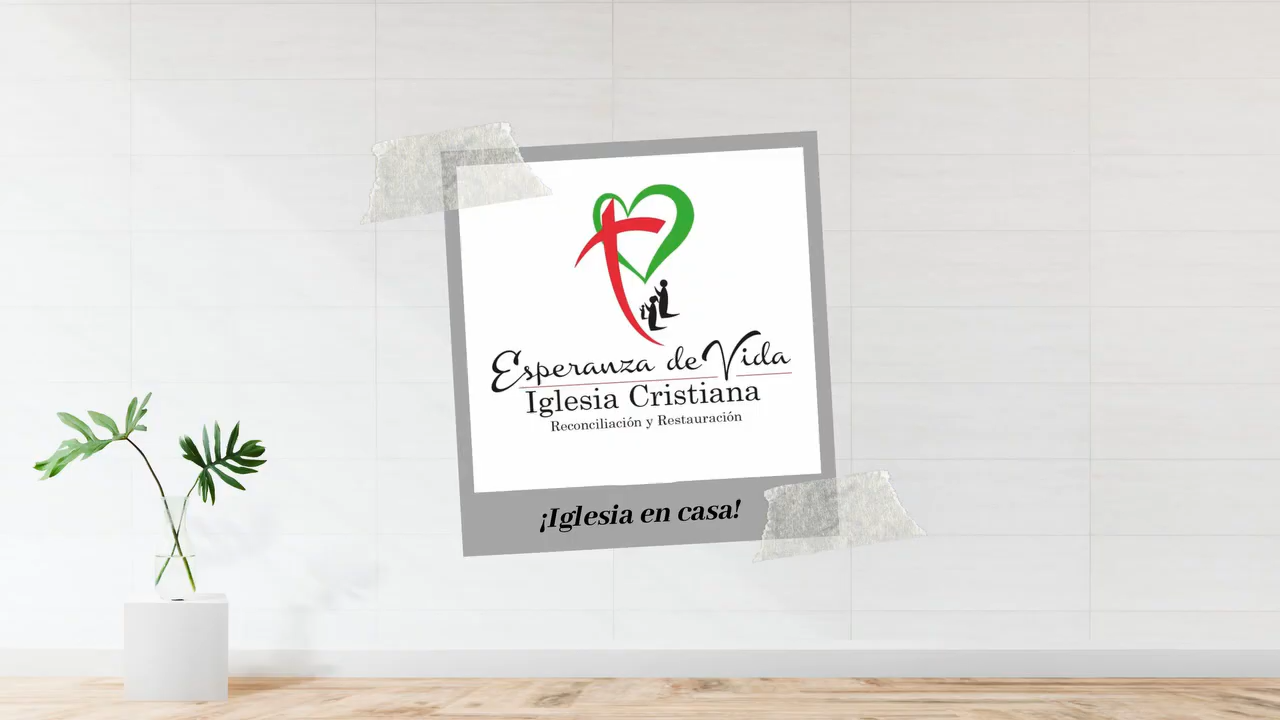 Esperanza de Vida
Iglesia Cristiana
Reconciliación y Restauración
¡Iglesia en casa!